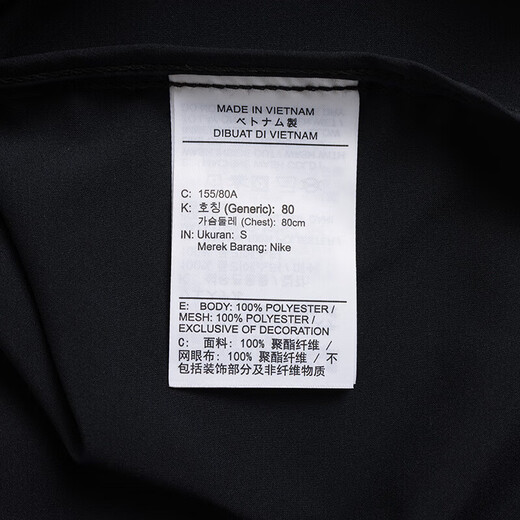 MADE IN VIETNAM
ベトナム製
DIBUAT DI VIETNAM
C: 155/80A
K: 호칭 (Generic): 80
가슴둘레 (Chest): 80cm
IN: Ukuran: S
Merek Barang: Nike
E: BODY: 100% POLYESTER /
MESH: 100% POLYESTER /
EXCLUSIVE OF DECORATION
C: 面料: 100% 聚酯纤维 /
网眼布: 100% 聚酯纤维 / 不
包括装饰部分及非纤维物质